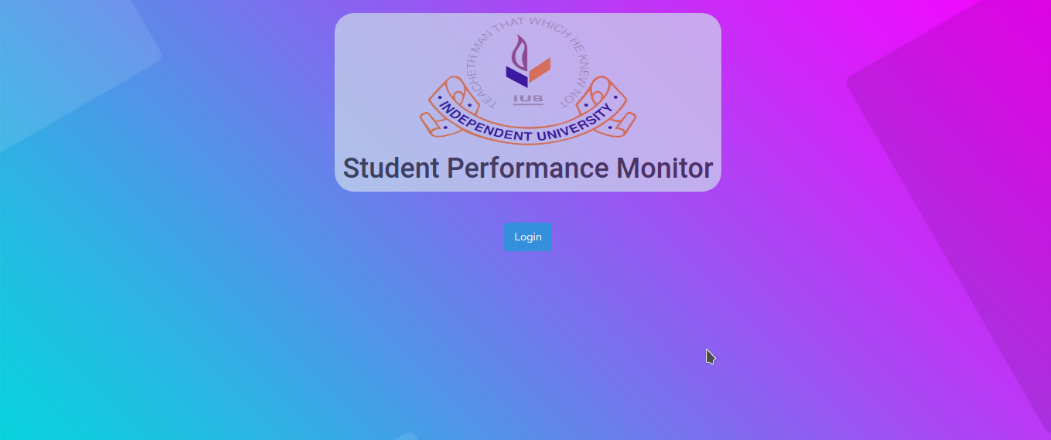 TEACHETH MAN THAT WHICH HE KNEW NOT
IUB
INDEPENDENT UNIVERSITY
Student Performance Monitor
Login